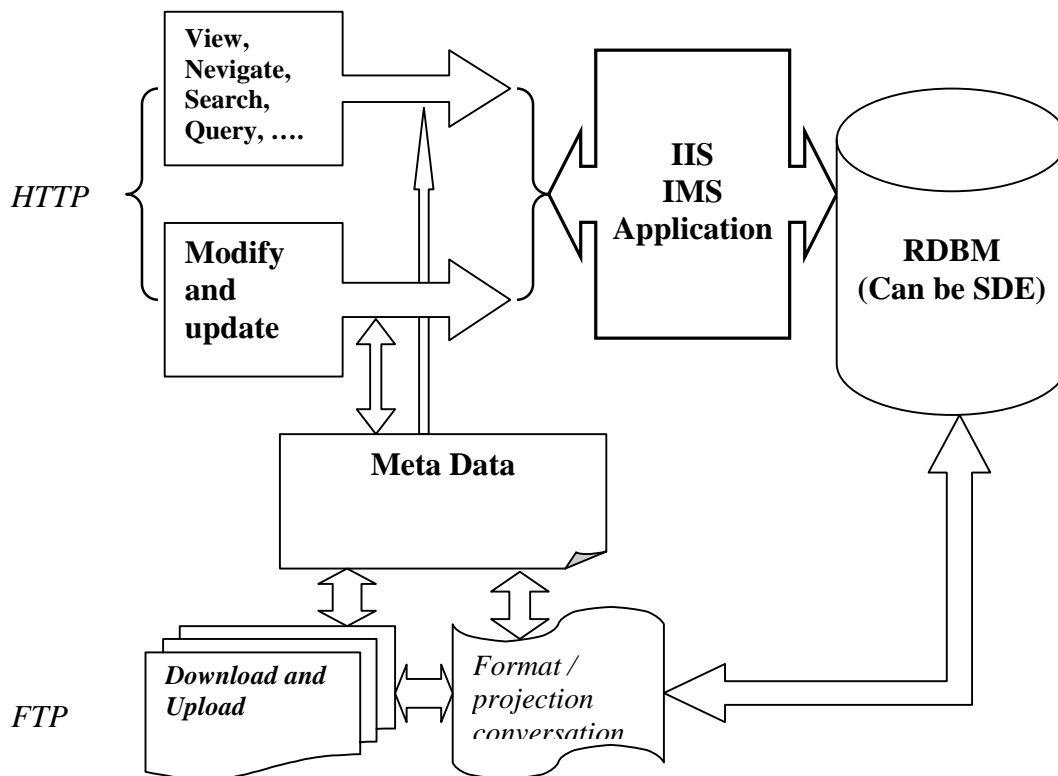 View,
Nevigate,
Search,
Query, ….
HTTP
Modify
and
update
IIS
IMS
Application
RDBM
(Can be SDE)
Meta Data
Download and
Upload
Format /
projection
conversation
FTP